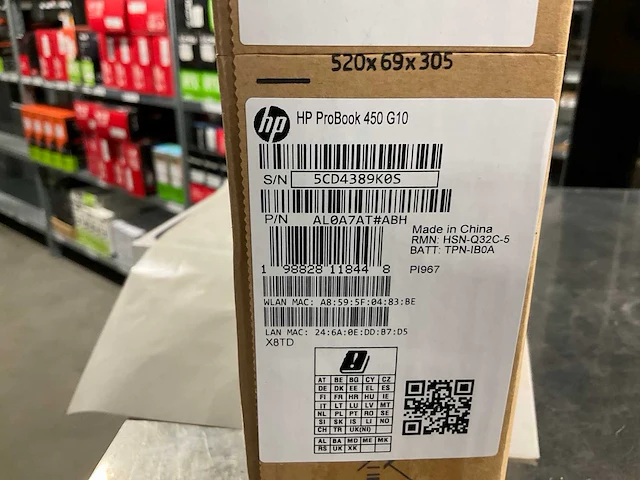 520x69x305
hp
HP ProBook 450 G10
S/N 5CD4389K0S
P/N AL0A7AT#ABH
Made in China
RMN: HSN-Q32C-5
BATT: TPN-IB0A
1 98828 11844 8
PI967
WLAN MAC: A8:59:5F:04:83:BE
LAN MAC: 24:6A:0E:DD:B7:D5
X8TD
AT BE BG CY CZ
DE DK EE EL ES
FI FR HR HU IE
IT LT LU LV MT
NL PL PT RO SE
SI SK IS LI NO
CH TR UK(NI)
AL BA MD ME MK
RS UK XK